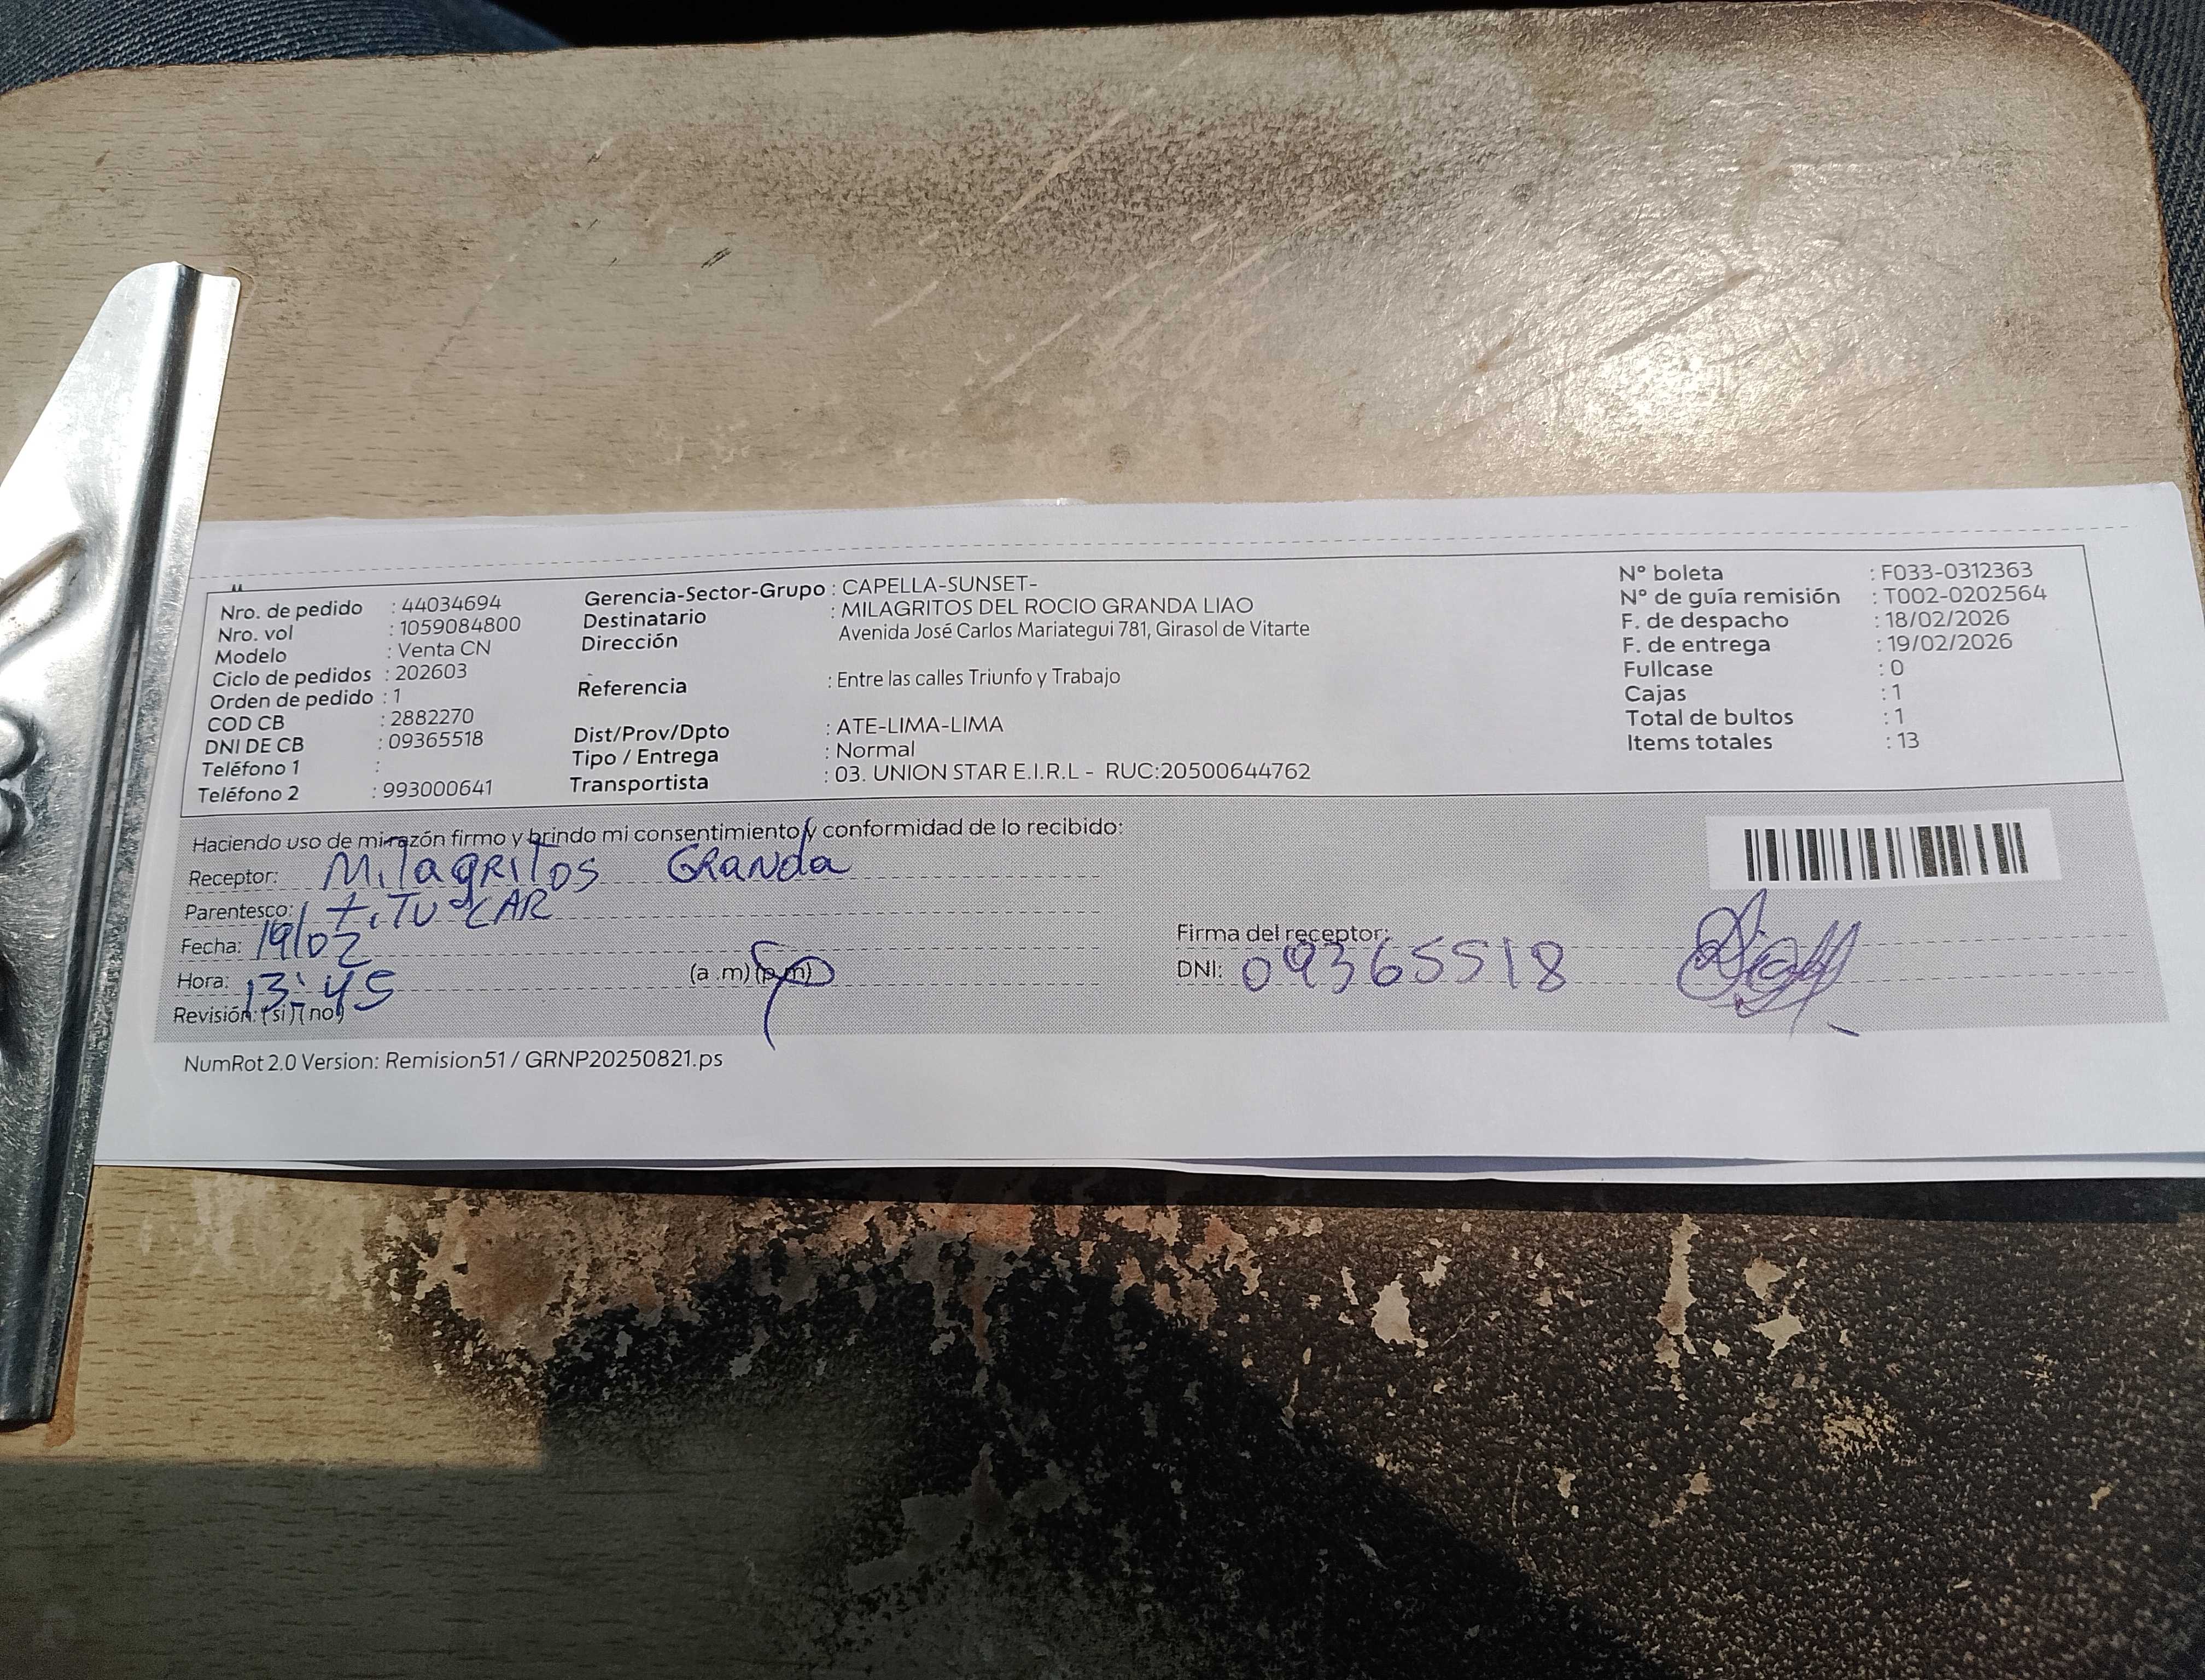 Nro. de pedido : 44034694
Nro. vol : 1059084800
Modelo : Venta CN
Ciclo de pedidos : 202603
Orden de pedido : 1
COD CB : 2882270
DNI DE CB : 09365518
Teléfono 1 :
Teléfono 2 : 993000641
Gerencia-Sector-Grupo : CAPELLA-SUNSET-
Destinatario : MILAGRITOS DEL ROCIO GRANDA LIAO
Dirección Avenida José Carlos Mariategui 781, Girasol de Vitarte
Referencia : Entre las calles Triunfo y Trabajo
Dist/Prov/Dpto : ATE-LIMA-LIMA
Tipo / Entrega : Normal
Transportista : 03. UNION STAR E.I.R.L - RUC:20500644762
N° boleta : F033-0312363
N° de guía remisión : T002-0202564
F. de despacho : 18/02/2026
F. de entrega : 19/02/2026
Fullcase : 0
Cajas : 1
Total de bultos : 1
Items totales : 13
Haciendo uso de mi razón firmo y brindo mi consentimiento y conformidad de lo recibido:
Receptor: MilagRiTos GRanda
Parentesco: TiTULAR
Fecha: 19/02
Hora: 13:45 (a .m) (p.m)
Revisión: (si) (no)
Firma del receptor:
DNI: 09365518
NumRot 2.0 Version: Remision51 / GRNP20250821.ps